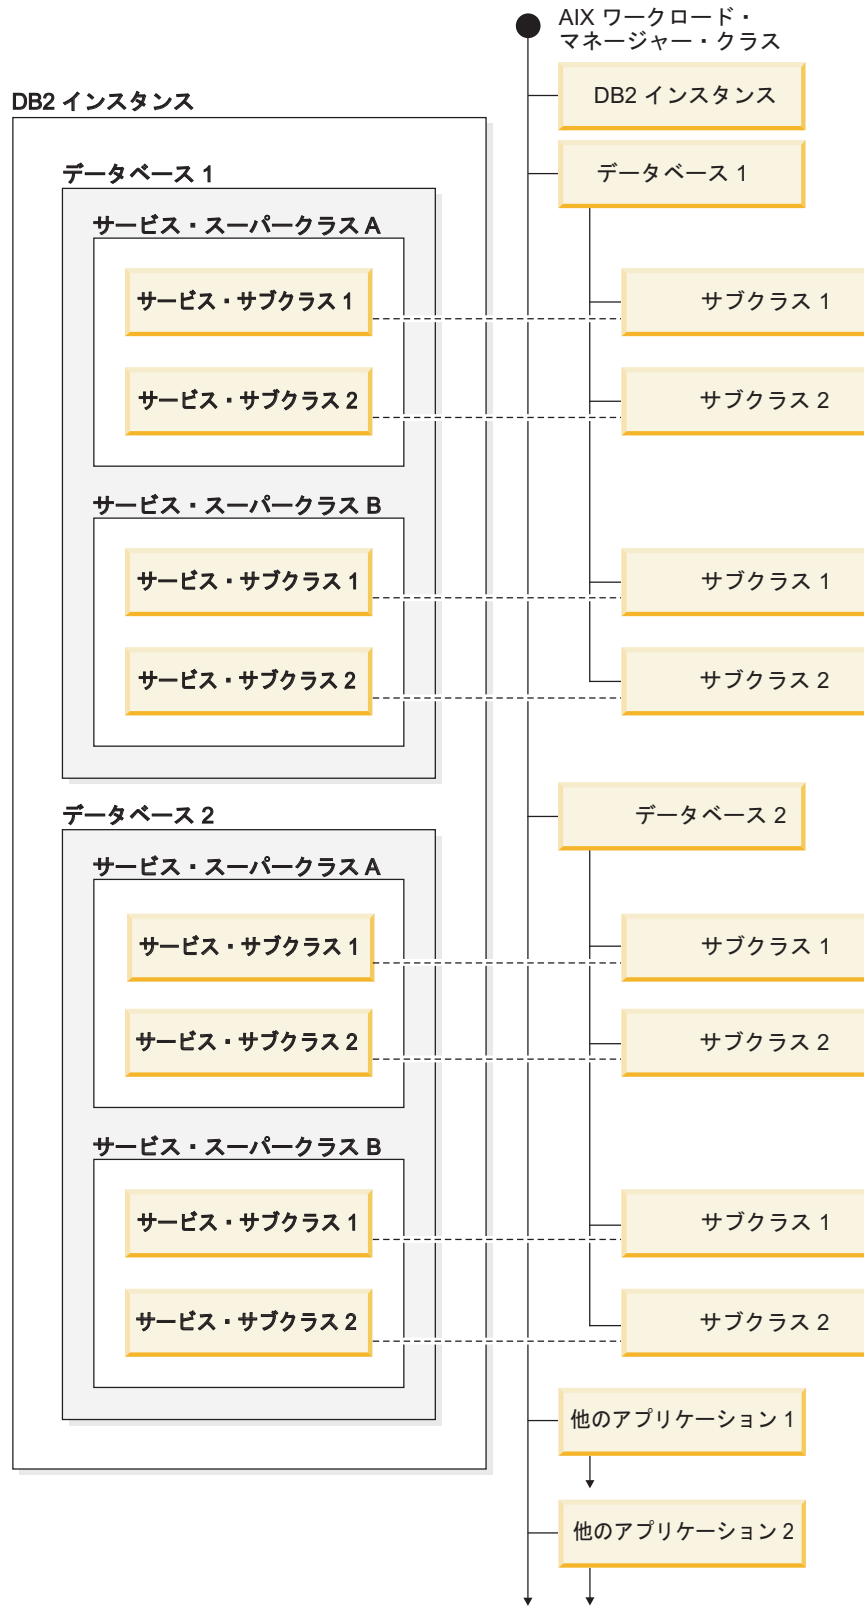 AIX ワークロード・
マネージャー・クラス
DB2 インスタンス
DB2 インスタンス
データベース 1
データベース 1
サービス・スーパークラス A
サービス・サブクラス 1
サブクラス 1
サービス・サブクラス 2
サブクラス 2
サービス・スーパークラス B
サービス・サブクラス 1
サブクラス 1
サービス・サブクラス 2
サブクラス 2
データベース 2
データベース 2
サービス・スーパークラス A
サービス・サブクラス 1
サブクラス 1
サービス・サブクラス 2
サブクラス 2
サービス・スーパークラス B
サービス・サブクラス 1
サブクラス 1
サービス・サブクラス 2
サブクラス 2
他のアプリケーション 1
他のアプリケーション 2